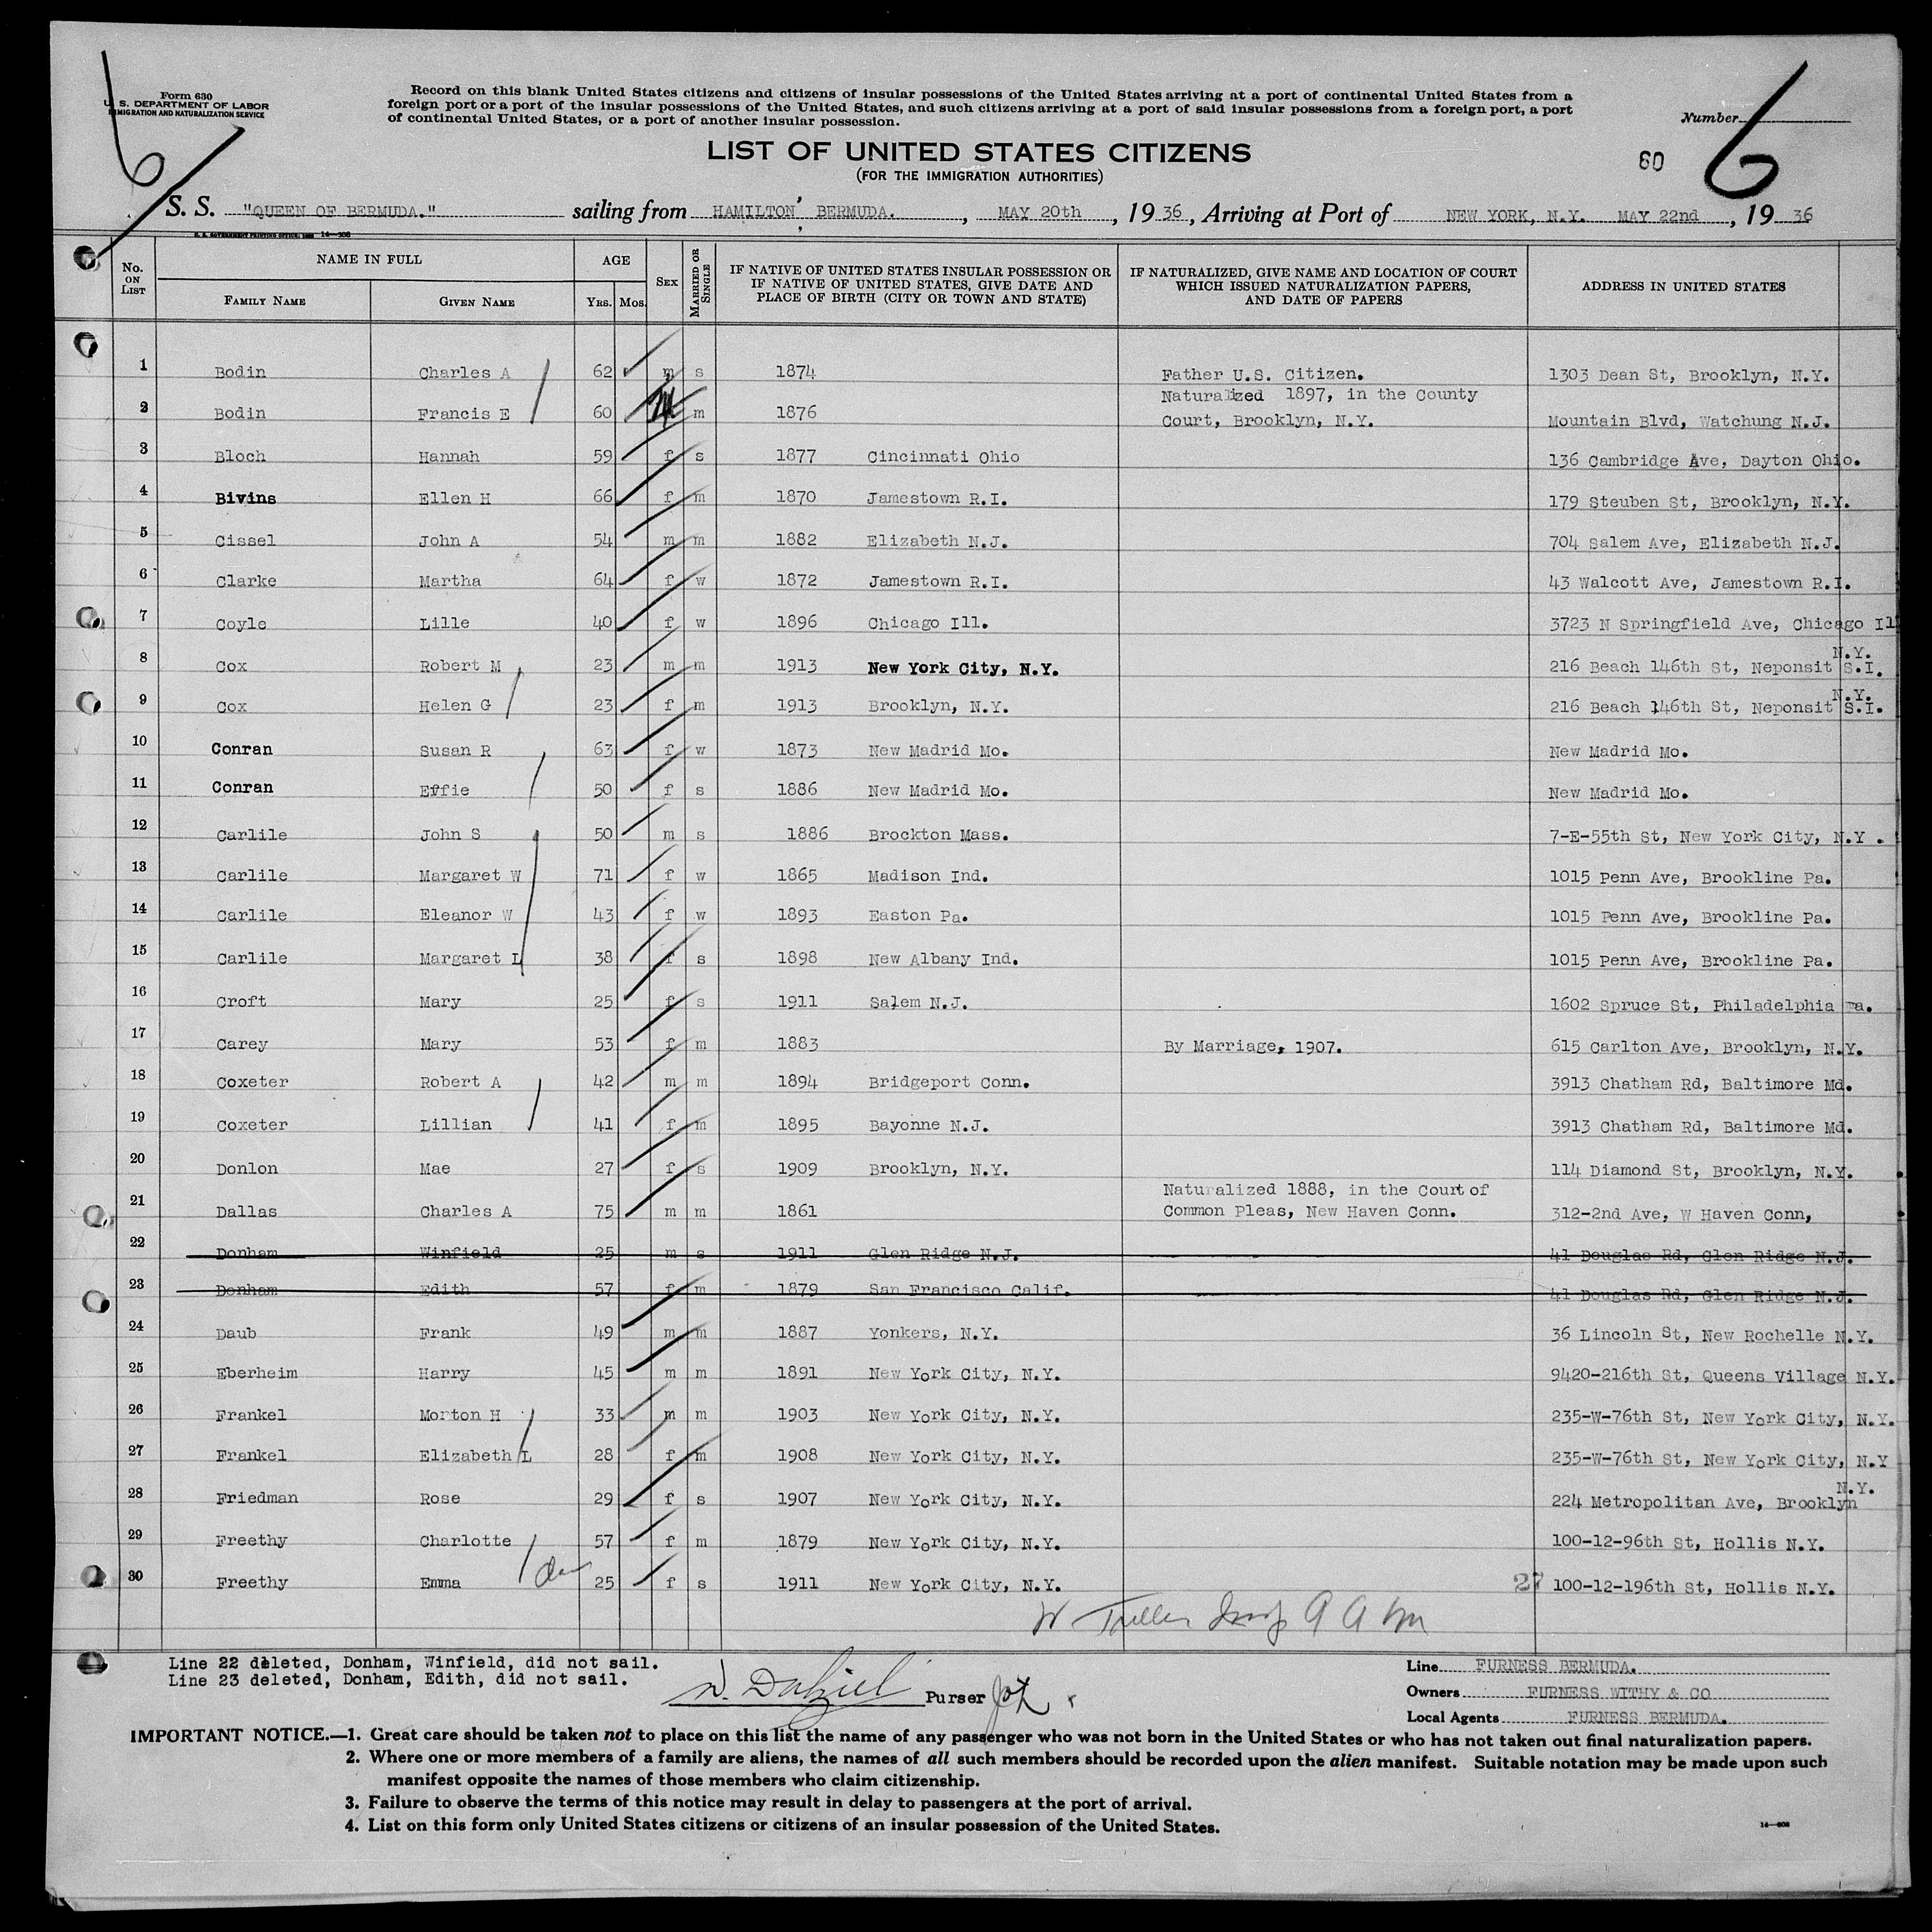 Form 630
U. S. DEPARTMENT OF LABOR
IMMIGRATION AND NATURALIZATION SERVICE
Record on this blank United States citizens and citizens of insular possessions of the United States arriving at a port of continental United States from a
foreign port or a port of the insular possessions of the United States, and such citizens arriving at a port of said insular possessions from a foreign port, a port
of continental United States, or a port of another insular possession.
Number 6
LIST OF UNITED STATES CITIZENS
(FOR THE IMMIGRATION AUTHORITIES)
60
6
S. S. "QUEEN OF BERMUDA." sailing from HAMILTON, BERMUDA. , MAY 20th , 19 36 , Arriving at Port of NEW YORK, N.Y. MAY 22nd , 19 36
U. S. GOVERNMENT PRINTING OFFICE 14—508
No. ON LIST
NAME IN FULL
FAMILY NAME GIVEN NAME
AGE
YRS. MOS.
SEX
MARRIED OR SINGLE
IF NATIVE OF UNITED STATES INSULAR POSSESSION OR
IF NATIVE OF UNITED STATES, GIVE DATE AND
PLACE OF BIRTH (CITY OR TOWN AND STATE)
IF NATURALIZED, GIVE NAME AND LOCATION OF COURT
WHICH ISSUED NATURALIZATION PAPERS,
AND DATE OF PAPERS
ADDRESS IN UNITED STATES
1 Bodin Charles A 62 m s 1874 Father U.S. Citizen. 1303 Dean St, Brooklyn, N.Y.
Naturalized 1897, in the County
2 Bodin Francis E 60 M m 1876 Court, Brooklyn, N.Y. Mountain Blvd, Watchung N.J.
3 Bloch Hannah 59 f s 1877 Cincinnati Ohio 136 Cambridge Ave, Dayton Ohio.
4 Bivins Ellen H 66 f m 1870 Jamestown R.I. 179 Steuben St, Brooklyn, N.Y.
5 Cissel John A 54 m m 1882 Elizabeth N.J. 704 Salem Ave, Elizabeth N.J.
6 Clarke Martha 64 f w 1872 Jamestown R.I. 43 Walcott Ave, Jamestown R.I.
7 Coyle Lille 40 f w 1896 Chicago Ill. 3723 N Springfield Ave, Chicago Ill
N.Y.
8 Cox Robert M 23 m m 1913 New York City, N.Y. 216 Beach 146th St, Neponsit S.I.
N.Y.
9 Cox Helen G 23 f m 1913 Brooklyn, N.Y. 216 Beach 146th St, Neponsit S.I.
10 Conran Susan R 63 f w 1873 New Madrid Mo. New Madrid Mo.
11 Conran Effie 50 f s 1886 New Madrid Mo. New Madrid Mo.
12 Carlile John S 50 m s 1886 Brockton Mass. 7-E-55th St, New York City, N.Y .
13 Carlile Margaret W 71 f w 1865 Madison Ind. 1015 Penn Ave, Brookline Pa.
14 Carlile Eleanor W 43 f w 1893 Easton Pa. 1015 Penn Ave, Brookline Pa.
15 Carlile Margaret L 38 f s 1898 New Albany Ind. 1015 Penn Ave, Brookline Pa.
16 Croft Mary 25 f s 1911 Salem N.J. 1602 Spruce St, Philadelphia Pa.
17 Carey Mary 53 f m 1883 By Marriage, 1907. 615 Carlton Ave, Brooklyn, N.Y.
18 Coxeter Robert A 42 m m 1894 Bridgeport Conn. 3913 Chatham Rd, Baltimore Md.
19 Coxeter Lillian 41 f m 1895 Bayonne N.J. 3913 Chatham Rd, Baltimore Md.
20 Donlon Mae 27 f s 1909 Brooklyn, N.Y. 114 Diamond St, Brooklyn, N.Y.
Naturalized 1888, in the Court of
21 Dallas Charles A 75 m m 1861 Common Pleas, New Haven Conn. 312-2nd Ave, W Haven Conn,
22 Donham Winfield 25 m s 1911 Glen Ridge N.J. 41 Douglas Rd, Glen Ridge N.J.
23 Donham Edith 57 f m 1879 San Francisco Calif. 41 Douglas Rd, Glen Ridge N.J.
24 Daub Frank 49 m m 1887 Yonkers, N.Y. 36 Lincoln St, New Rochelle N.Y.
25 Eberheim Harry 45 m m 1891 New York City, N.Y. 9420-216th St, Queens Village N.Y.
26 Frankel Morton H 33 m m 1903 New York City, N.Y. 235-W-76th St, New York City, N.Y.
27 Frankel Elizabeth L 28 f m 1908 New York City, N.Y. 235-W-76th St, New York City, N.Y
N.Y.
28 Friedman Rose 29 f s 1907 New York City, N.Y. 224 Metropolitan Ave, Brooklyn
29 Freethy Charlotte 57 f m 1879 New York City, N.Y. 100-12-96th St, Hollis N.Y.
30 Freethy Emma 25 f s 1911 New York City, N.Y. 27 100-12-196th St, Hollis N.Y.
Line 22 deleted, Donham, Winfield, did not sail.
Line 23 deleted, Donham, Edith, did not sail.
Purser
Line FURNESS BERMUDA.
Owners FURNESS WITHY & CO
Local Agents FURNESS BERMUDA.
IMPORTANT NOTICE.—1. Great care should be taken not to place on this list the name of any passenger who was not born in the United States or who has not taken out final naturalization papers.
2. Where one or more members of a family are aliens, the names of all such members should be recorded upon the alien manifest. Suitable notation may be made upon such
manifest opposite the names of those members who claim citizenship.
3. Failure to observe the terms of this notice may result in delay to passengers at the port of arrival.
4. List on this form only United States citizens or citizens of an insular possession of the United States.